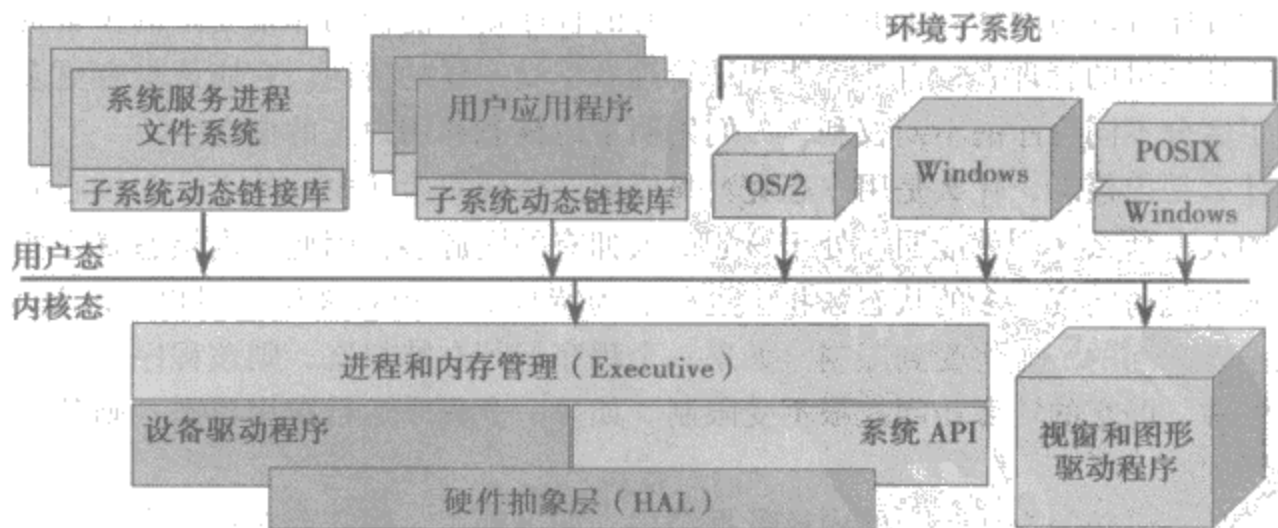 环境子系统
系统服务进程
文件系统
子系统动态链接库
用户应用程序
子系统动态链接库
OS/2
Windows
POSIX
Windows
用户态
内核态
进程和内存管理(Executive)
设备驱动程序
系统 API
硬件抽象层(HAL)
视窗和图形
驱动程序